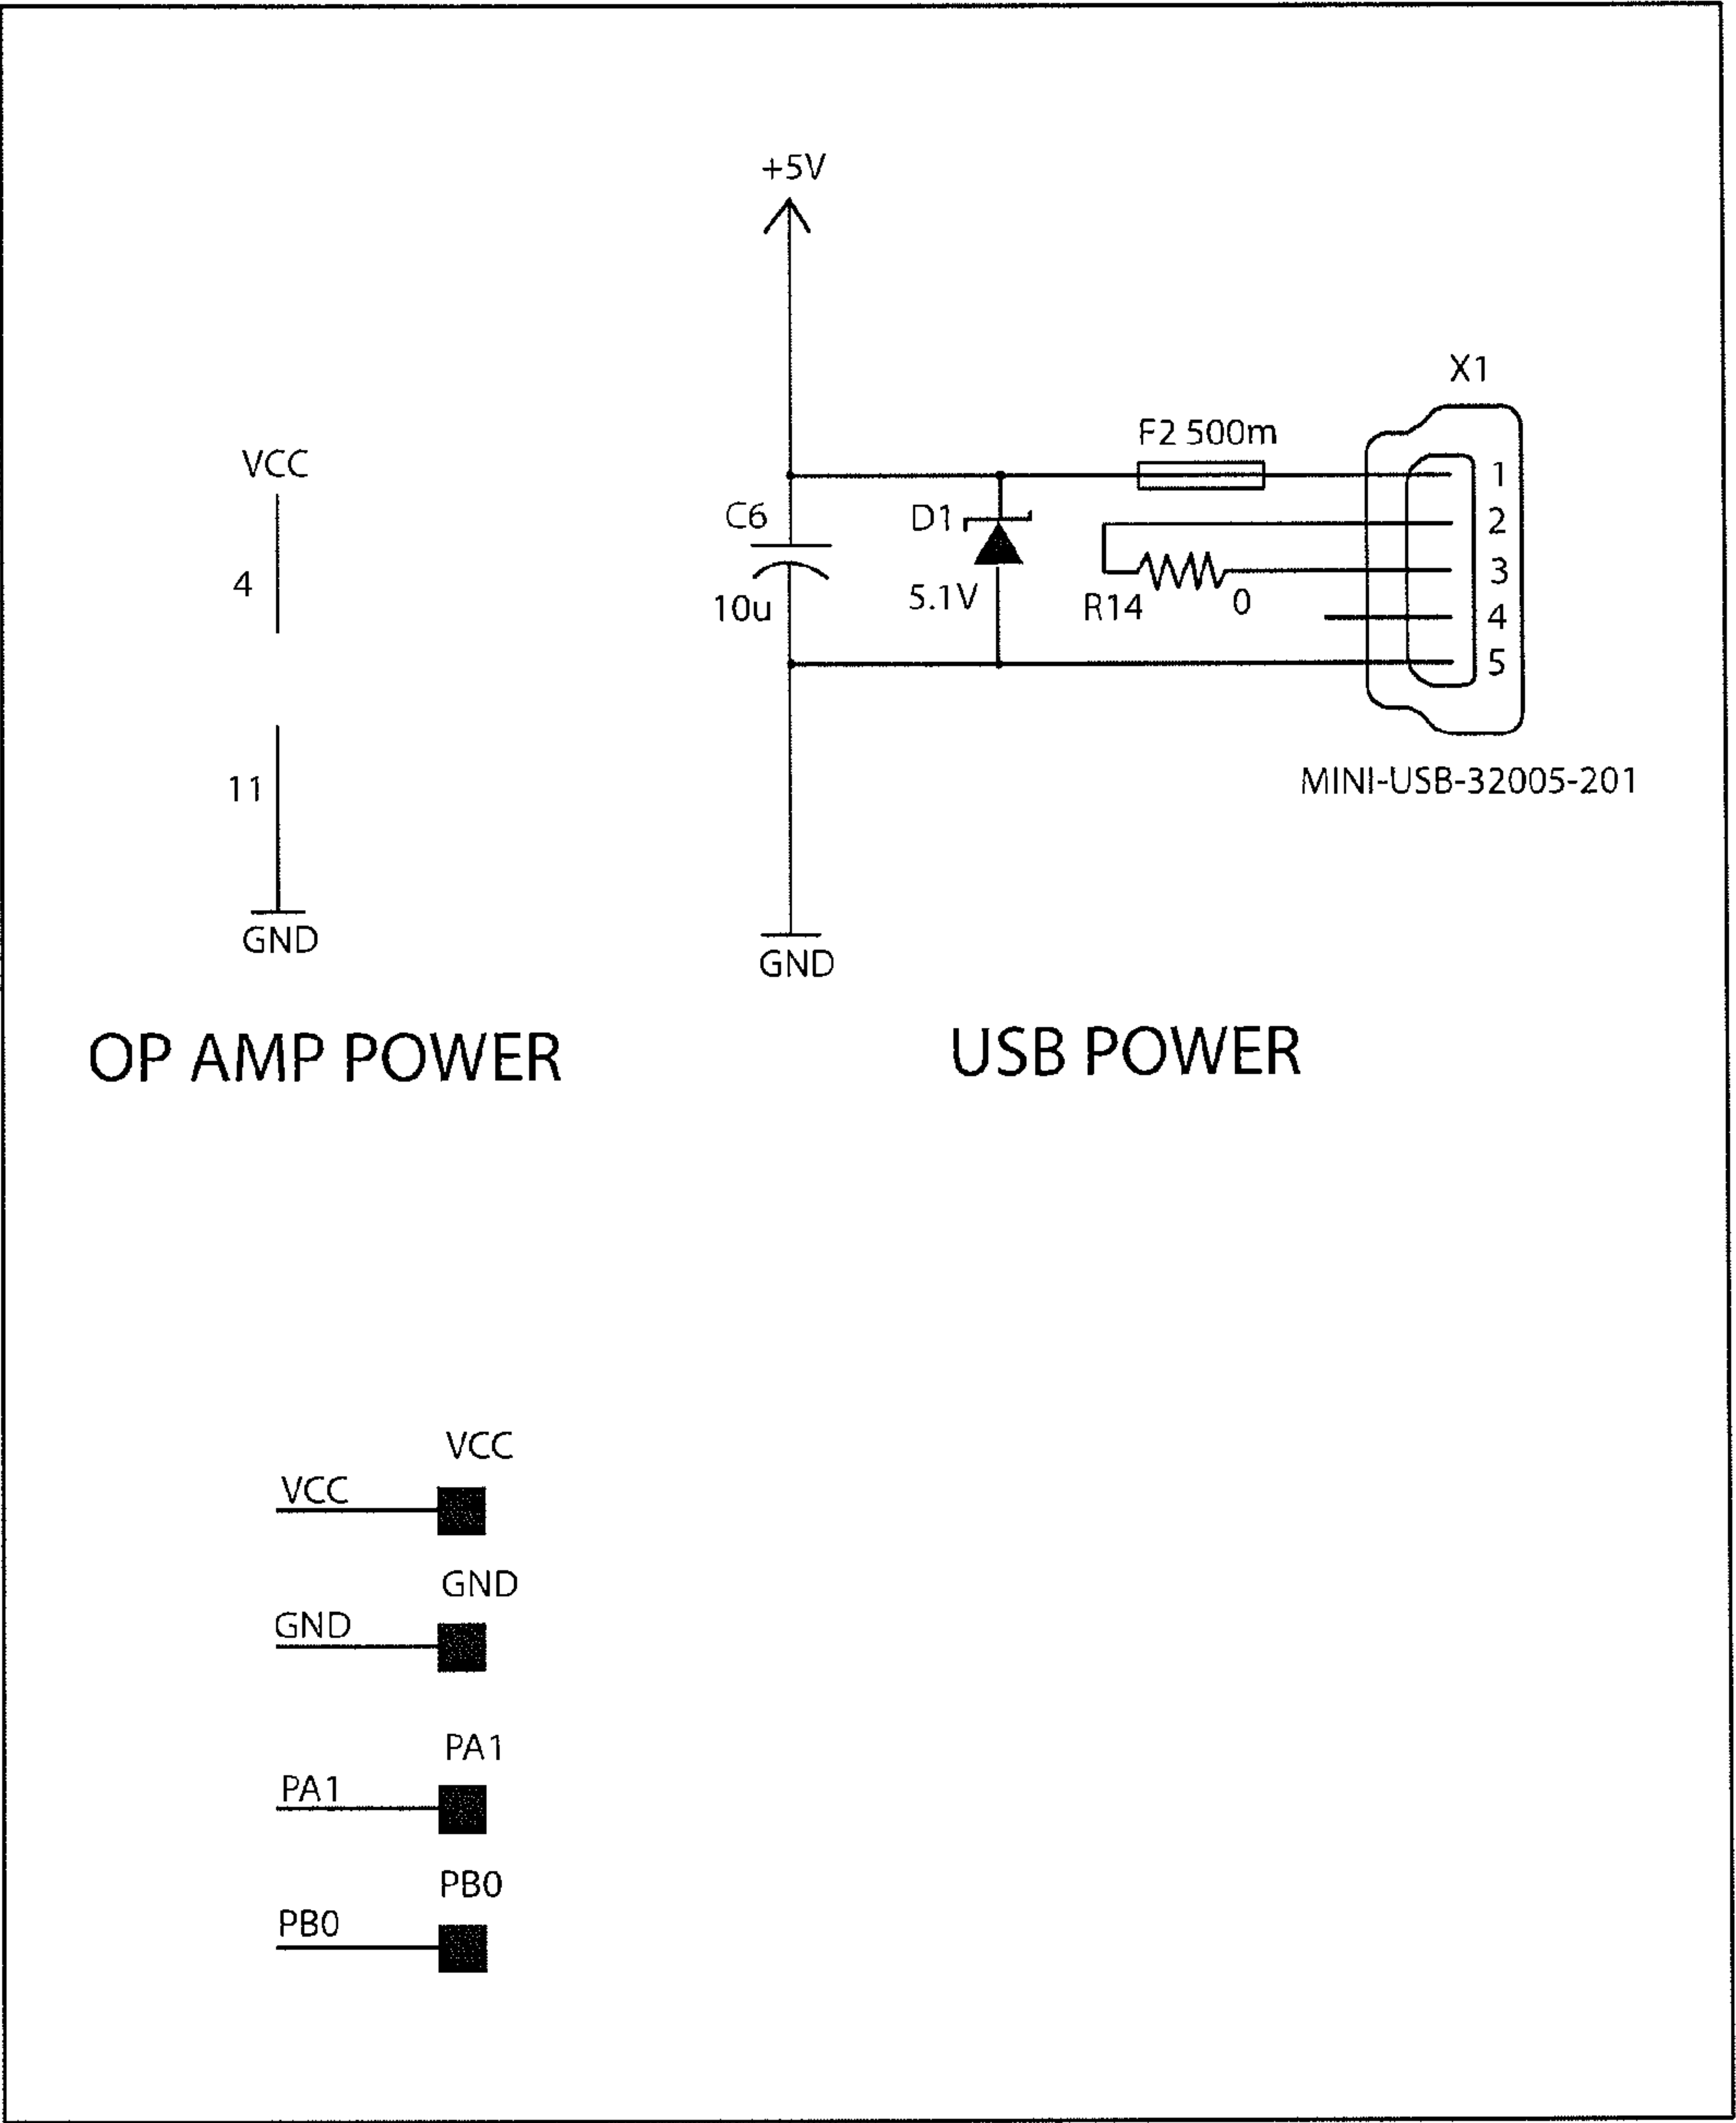 +5V
X1
F2 500m
VCC
1
C6
D1
2
4
3
10u
5.1V
R14
0
4
5
11
MINI-USB-32005-201
GND
GND
OP AMP POWER
USB POWER
VCC
VCC
GND
GND
PA1
PA1
PB0
PB0